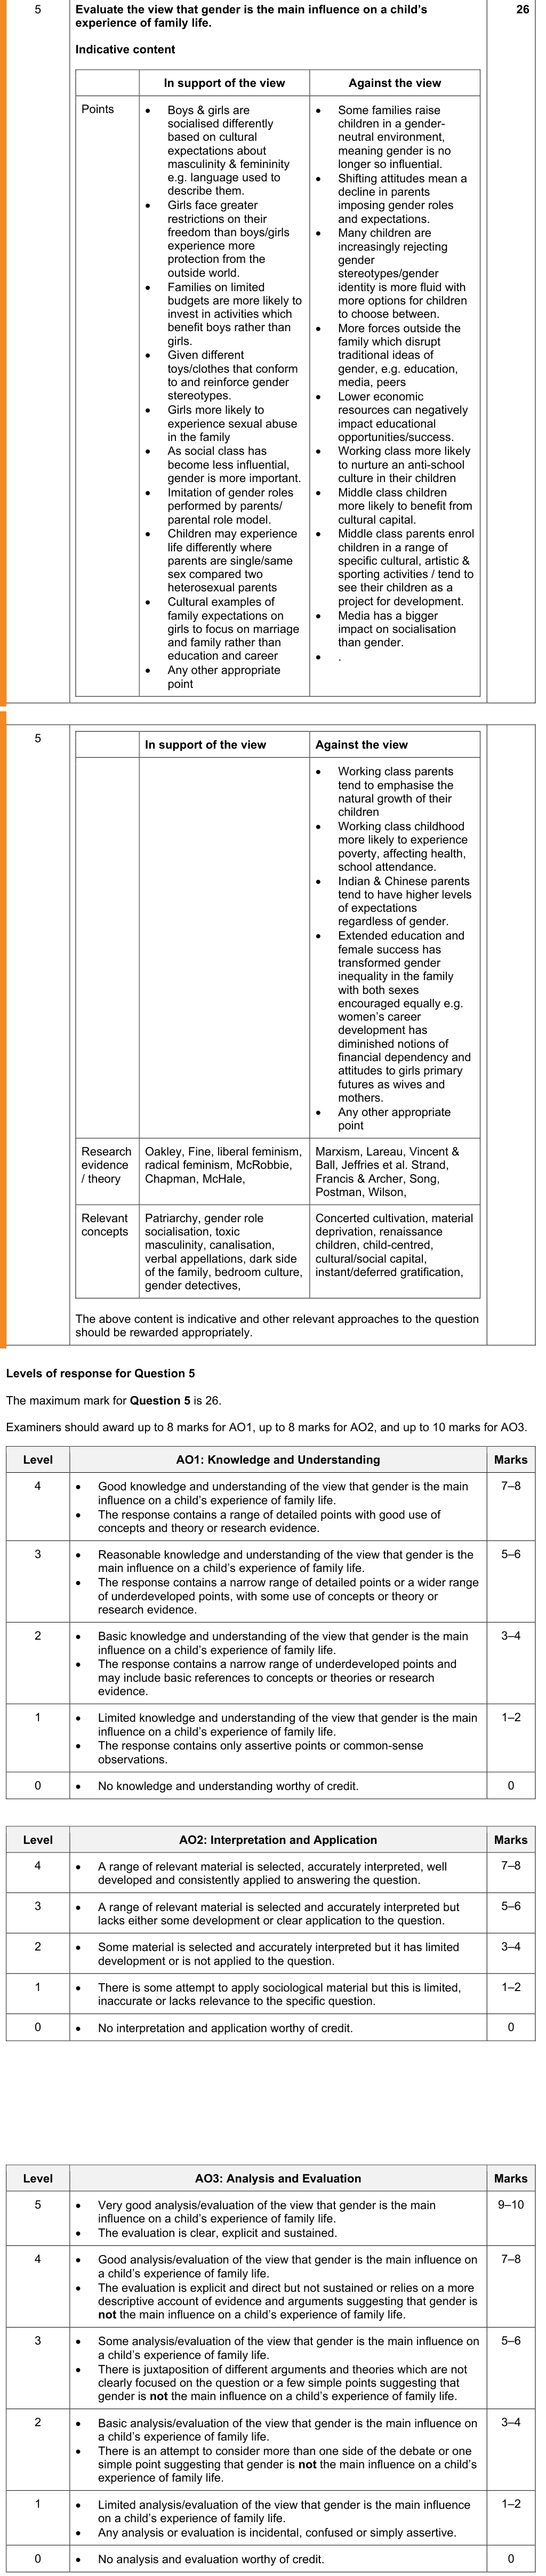 5
Evaluate the view that gender is the main influence on a child's
experience of family life.
26
Indicative content
In support of the view
Against the view
Points
• Boys & girls are
socialised differently
based on cultural
expectations about
masculinity & femininity
e.g. language used to
describe them.
• Girls face greater
restrictions on their
freedom than boys/girls
experience more
protection from the
outside world.
• Families on limited
budgets are more likely to
invest in activities which
benefit boys rather than
girls.
• Given different
toys/clothes that conform
to and reinforce gender
stereotypes.
• Girls more likely to
experience sexual abuse
in the family
• As social class has
become less influential,
gender is more important.
• Imitation of gender roles
performed by parents/
parental role model.
• Children may experience
life differently where
parents are single/same
sex compared two
heterosexual parents
• Cultural examples of
family expectations on
girls to focus on marriage
and family rather than
education and career
• Any other appropriate
point
• Some families raise
children in a gender-
neutral environment,
meaning gender is no
longer so influential.
• Shifting attitudes mean a
decline in parents
imposing gender roles
and expectations.
• Many children are
increasingly rejecting
gender
stereotypes/gender
identity is more fluid with
more options for children
to choose between.
• More forces outside the
family which disrupt
traditional ideas of
gender, e.g. education,
media, peers
• Lower economic
resources can negatively
impact educational
opportunities/success.
• Working class more likely
to nurture an anti-school
culture in their children
• Middle class children
more likely to benefit from
cultural capital.
• Middle class parents enrol
children in a range of
specific cultural, artistic &
sporting activities / tend to
see their children as a
project for development.
• Media has a bigger
impact on socialisation
than gender.
• .
5
In support of the view
Against the view
• Working class parents
tend to emphasise the
natural growth of their
children
• Working class childhood
more likely to experience
poverty, affecting health,
school attendance.
• Indian & Chinese parents
tend to have higher levels
of expectations
regardless of gender.
• Extended education and
female success has
transformed gender
inequality in the family
with both sexes
encouraged equally e.g.
women's career
development has
diminished notions of
financial dependency and
attitudes to girls primary
futures as wives and
mothers.
• Any other appropriate
point
Research
evidence
/ theory
Oakley, Fine, liberal feminism,
radical feminism, McRobbie,
Chapman, McHale,
Marxism, Lareau, Vincent &
Ball, Jeffries et al. Strand,
Francis & Archer, Song,
Postman, Wilson,
Relevant
concepts
Patriarchy, gender role
socialisation, toxic
masculinity, canalisation,
verbal appellations, dark side
of the family, bedroom culture,
gender detectives,
Concerted cultivation, material
deprivation, renaissance
children, child-centred,
cultural/social capital,
instant/deferred gratification,
The above content is indicative and other relevant approaches to the question
should be rewarded appropriately.
Levels of response for Question 5
The maximum mark for Question 5 is 26.
Examiners should award up to 8 marks for AO1, up to 8 marks for AO2, and up to 10 marks for AO3.
Level
AO1: Knowledge and Understanding
Marks
4
• Good knowledge and understanding of the view that gender is the main
influence on a child's experience of family life.
• The response contains a range of detailed points with good use of
concepts and theory or research evidence.
7–8
3
• Reasonable knowledge and understanding of the view that gender is the
main influence on a child's experience of family life.
• The response contains a narrow range of detailed points or a wider range
of underdeveloped points, with some use of concepts or theory or
research evidence.
5–6
2
• Basic knowledge and understanding of the view that gender is the main
influence on a child's experience of family life.
• The response contains a narrow range of underdeveloped points and
may include basic references to concepts or theories or research
evidence.
3–4
1
• Limited knowledge and understanding of the view that gender is the main
influence on a child's experience of family life.
• The response contains only assertive points or common-sense
observations.
1–2
0
• No knowledge and understanding worthy of credit.
0
Level
AO2: Interpretation and Application
Marks
4
• A range of relevant material is selected, accurately interpreted, well
developed and consistently applied to answering the question.
7–8
3
• A range of relevant material is selected and accurately interpreted but
lacks either some development or clear application to the question.
5–6
2
• Some material is selected and accurately interpreted but it has limited
development or is not applied to the question.
3–4
1
• There is some attempt to apply sociological material but this is limited,
inaccurate or lacks relevance to the specific question.
1–2
0
• No interpretation and application worthy of credit.
0
Level
AO3: Analysis and Evaluation
Marks
5
• Very good analysis/evaluation of the view that gender is the main
influence on a child's experience of family life.
• The evaluation is clear, explicit and sustained.
9–10
4
• Good analysis/evaluation of the view that gender is the main influence on
a child's experience of family life.
• The evaluation is explicit and direct but not sustained or relies on a more
descriptive account of evidence and arguments suggesting that gender is
not the main influence on a child's experience of family life.
7–8
3
• Some analysis/evaluation of the view that gender is the main influence on
a child's experience of family life.
• There is juxtaposition of different arguments and theories which are not
clearly focused on the question or a few simple points suggesting that
gender is not the main influence on a child's experience of family life.
5–6
2
• Basic analysis/evaluation of the view that gender is the main influence on
a child's experience of family life.
• There is an attempt to consider more than one side of the debate or one
simple point suggesting that gender is not the main influence on a child's
experience of family life.
3–4
1
• Limited analysis/evaluation of the view that gender is the main influence
on a child's experience of family life.
• Any analysis or evaluation is incidental, confused or simply assertive.
1–2
0
• No analysis and evaluation worthy of credit.
0